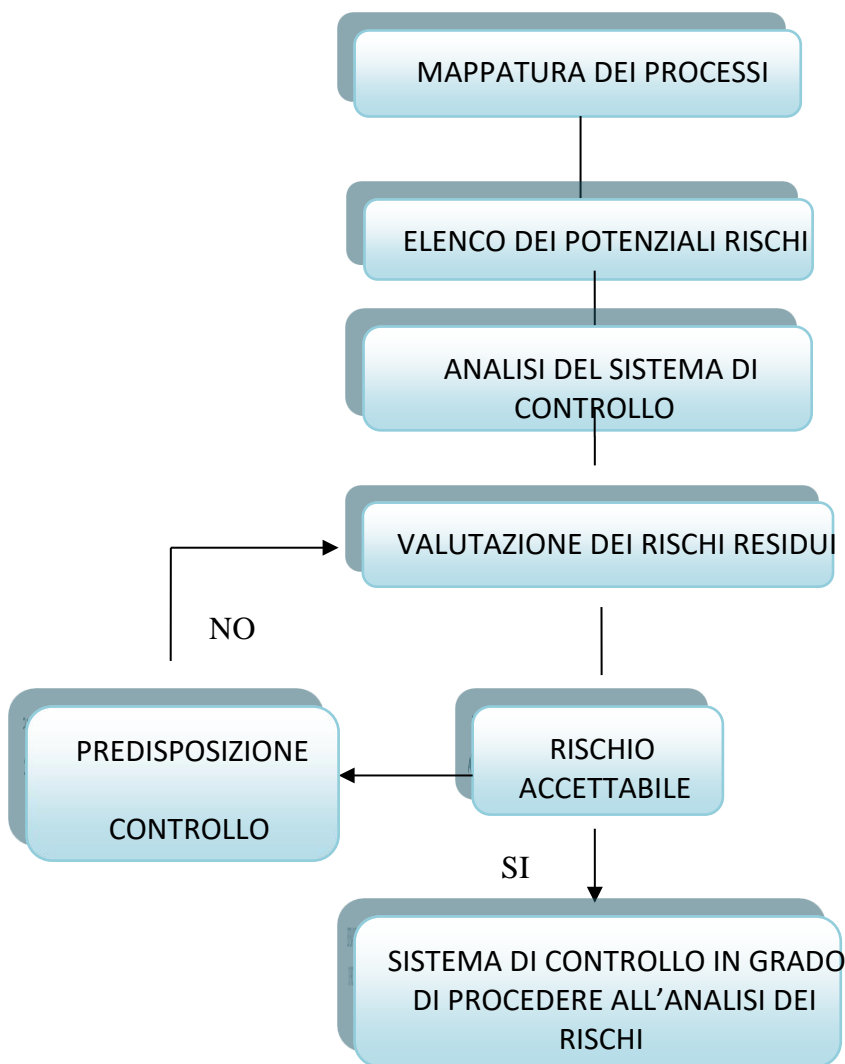 MAPPATURA DEI PROCESSI
ELENCO DEI POTENZIALI RISCHI
ANALISI DEL SISTEMA DI
CONTROLLO
VALUTAZIONE DEI RISCHI RESIDUI
NO
PREDISPOSIZIONE
CONTROLLO
RISCHIO
ACCETTABILE
SI
SISTEMA DI CONTROLLO IN GRADO
DI PROCEDERE ALL’ANALISI DEI
RISCHI